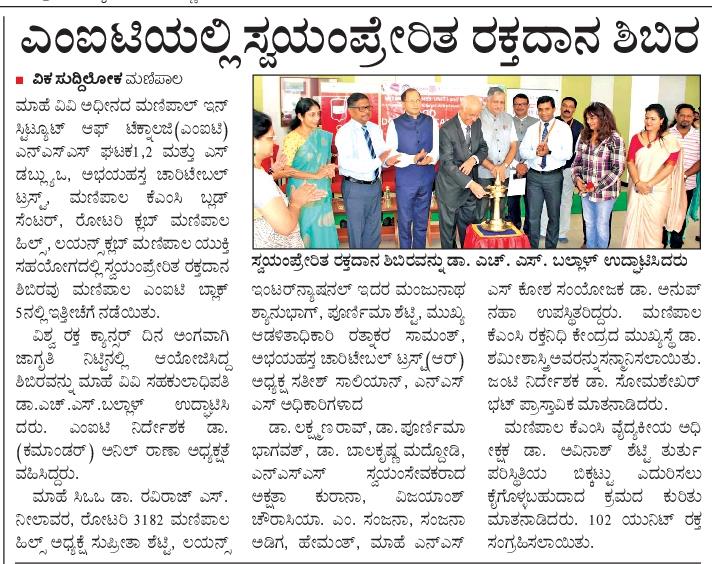 ಎಂಐಟಿಯಲ್ಲಿ ಸ್ವಯಂಪ್ರೇರಿತ ರಕ್ತದಾನ ಶಿಬಿರ
■ ವಿಕ ಸುದ್ದಿಲೋಕ ಮಣಿಪಾಲ
ಮಾಹೆ ವಿವಿ ಅಧೀನದ ಮಣಿಪಾಲ್ ಇನ್
ಸ್ಟಿಟ್ಯೂಟ್ ಆಫ್ ಟೆಕ್ನಾಲಜಿ(ಎಂಐಟಿ)
ಎನ್‌ಎಸ್‌ಎಸ್ ಘಟಕ1,2 ಮತ್ತು ಎಸ್
ಡಬ್ಲ್ಯುಒ, ಅಭಯಹಸ್ತ ಚಾರಿಟೇಬಲ್
ಟ್ರಸ್ಟ್, ಮಣಿಪಾಲ ಕೆಎಂಸಿ ಬ್ಲಡ್
ಸೆಂಟರ್, ರೋಟರಿ ಕ್ಲಬ್ ಮಣಿಪಾಲ
ಹಿಲ್ಸ್, ಲಯನ್ಸ್ ಕ್ಲಬ್ ಮಣಿಪಾಲ ಯುಕ್ತಿ
ಸಹಯೋಗದಲ್ಲಿ ಸ್ವಯಂಪ್ರೇರಿತ ರಕ್ತದಾನ
ಶಿಬಿರವು ಮಣಿಪಾಲ ಎಂಐಟಿ ಬ್ಲಾಕ್
5ನಲ್ಲಿ ಇತ್ತೀಚೆಗೆ ನಡೆಯಿತು.
ವಿಶ್ವ ರಕ್ತ ಕ್ಯಾನ್ಸರ್ ದಿನ ಅಂಗವಾಗಿ
ಜಾಗೃತಿ ನಿಟ್ಟಿನಲ್ಲಿ ಆಯೋಜಿಸಿದ್ದ
ಶಿಬಿರವನ್ನು ಮಾಹೆ ವಿವಿ ಸಹಕುಲಾಧಿಪತಿ
ಡಾ.ಎಚ್.ಎಸ್.ಬಲ್ಲಾಳ್ ಉದ್ಘಾಟಿಸಿ
ದರು. ಎಂಐಟಿ ನಿರ್ದೇಶಕ ಡಾ.
(ಕಮಾಂಡರ್) ಅನಿಲ್ ರಾಣಾ ಅಧ್ಯಕ್ಷತೆ
ವಹಿಸಿದ್ದರು.
ಮಾಹೆ ಸಿಒಒ ಡಾ. ರವಿರಾಜ್ ಎಸ್.
ನೀಲಾವರ, ರೋಟರಿ 3182 ಮಣಿಪಾಲ
ಹಿಲ್ಸ್ ಅಧ್ಯಕ್ಷೆ ಸುಪ್ರೀತಾ ಶೆಟ್ಟಿ, ಲಯನ್ಸ್
ಸ್ವಯಂಪ್ರೇರಿತ ರಕ್ತದಾನ ಶಿಬಿರವನ್ನು ಡಾ. ಎಚ್. ಎಸ್. ಬಲ್ಲಾಳ್ ಉದ್ಘಾಟಿಸಿದರು
ಇಂಟರ್‌ನ್ಯಾಷನಲ್ ಇದರ ಮಂಜುನಾಥ
ಶ್ಯಾನುಭಾಗ್, ಪೂರ್ಣಿಮಾ ಶೆಟ್ಟಿ, ಮುಖ್ಯ
ಆಡಳಿತಾಧಿಕಾರಿ ರತ್ನಾಕರ ಸಾಮಂತ್,
ಅಭಯಹಸ್ತ ಚಾರಿಟೇಬಲ್ ಟ್ರಸ್ಟ್(ಆರ್)
ಅಧ್ಯಕ್ಷ ಸತೀಶ್ ಸಾಲಿಯಾನ್, ಎನ್‌ಎಸ್
ಎಸ್ ಅಧಿಕಾರಿಗಳಾದ
ಡಾ. ಲಕ್ಷ್ಮಣ ರಾವ್, ಡಾ. ಪೂರ್ಣಿಮಾ
ಭಾಗವತ್, ಡಾ. ಬಾಲಕೃಷ್ಣ ಮದ್ದೋಡಿ,
ಎನ್‌ಎಸ್‌ಎಸ್ ಸ್ವಯಂಸೇವಕರಾದ
ಅಕ್ಷತಾ ಕುರಾನಾ, ವಿಜಯಾಂಶ್
ಚೌರಾಸಿಯಾ. ಎಂ. ಸಂಜನಾ, ಸಂಜನಾ
ಅಡಿಗ, ಹೇಮಂತ್, ಮಾಹೆ ಎನ್‌ಎಸ್
ಎಸ್ ಕೋಶ ಸಂಯೋಜಕ ಡಾ. ಅನುಪ್
ನಹಾ ಉಪಸ್ಥಿತರಿದ್ದರು. ಮಣಿಪಾಲ
ಕೆಎಂಸಿ ರಕ್ತನಿಧಿ ಕೇಂದ್ರದ ಮುಖ್ಯಸ್ಥೆ ಡಾ.
ಶಮೀಶಾಸ್ತ್ರಿ ಅವರನ್ನು ಸನ್ಮಾನಿಸಲಾಯಿತು.
ಜಂಟಿ ನಿರ್ದೇಶಕ ಡಾ. ಸೋಮಶೇಖರ್
ಭಟ್ ಪ್ರಾಸ್ತಾವಿಕ ಮಾತನಾಡಿದರು.
ಮಣಿಪಾಲ ಕೆಎಂಸಿ ವೈದ್ಯಕೀಯ ಅಧೀ
ಕ್ಷಕ ಡಾ. ಅವಿನಾಶ್ ಶೆಟ್ಟಿ ತುರ್ತು
ಪರಿಸ್ಥಿತಿಯ ಬಿಕ್ಕಟ್ಟು ಎದುರಿಸಲು
ಕೈಗೊಳ್ಳಬಹುದಾದ ಕ್ರಮದ ಕುರಿತು
ಮಾತನಾಡಿದರು. 102 ಯುನಿಟ್ ರಕ್ತ
ಸಂಗ್ರಹಿಸಲಾಯಿತು.